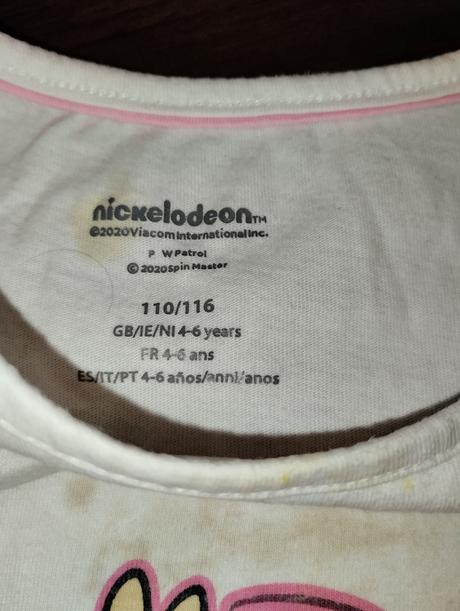 nickelodeon™
©2020 Viacom International Inc.
P W Patrol
© 2020 Spin Master
110/116
GB/IE/NI 4-6 years
FR 4-6 ans
ES/IT/PT 4-6 años/anni/anos